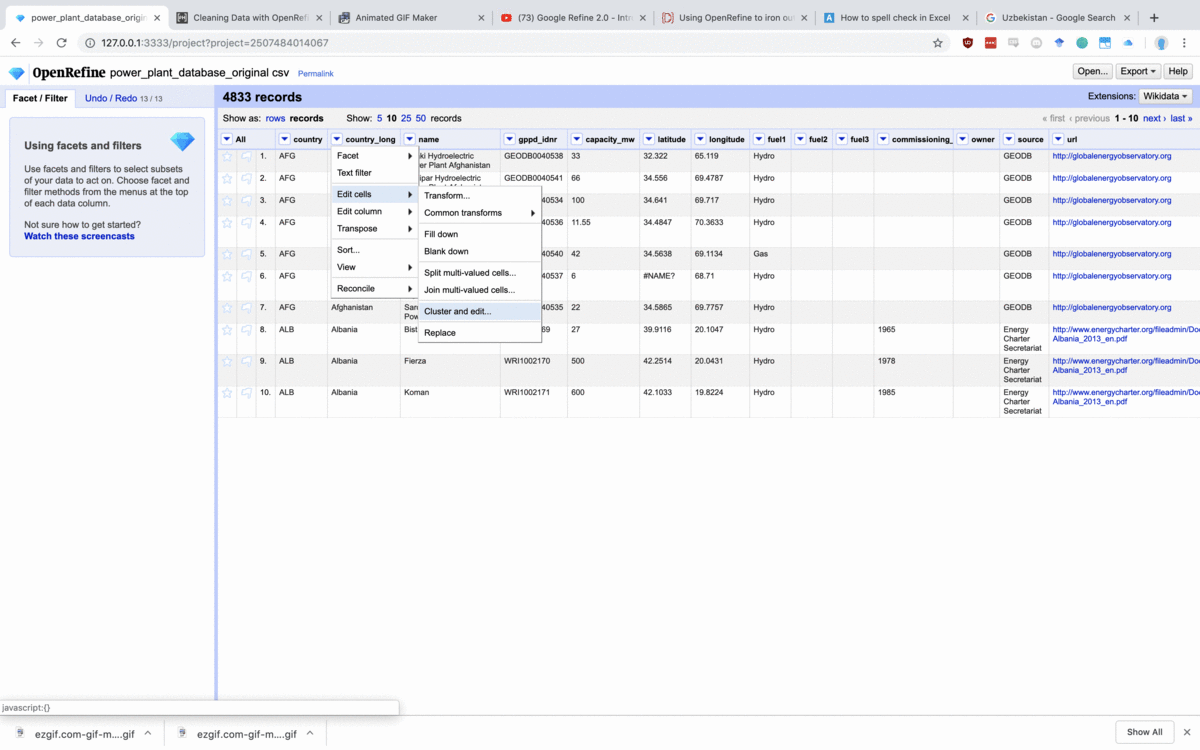 power_plant_database_origin
Cleaning Data with OpenRefi
Animated GIF Maker
(73) Google Refine 2.0 - Intro
Using OpenRefine to iron ou
How to spell check in Excel
Uzbekistan - Google Search
127.0.0.1:3333/project?project=2507484014067
OpenRefine power_plant_database_original csv Permalink
Open... Export Help
Facet / Filter Undo / Redo 13 / 13
4833 records
Extensions: Wikidata
Show as: rows records Show: 5 10 25 50 records
« first ‹ previous 1 - 10 next › last »
Using facets and filters
Use facets and filters to select subsets
of your data to act on. Choose facet and
filter methods from the menus at the top
of each data column.
Not sure how to get started?
Watch these screencasts
All country country_long name gppd_idnr capacity_mw latitude longitude fuel1 fuel2 fuel3 commissioning_ owner source url
1. AFG ki Hydroelectric GEODB0040538 33 32.322 65.119 Hydro GEODB http://globalenergyobservatory.org
er Plant Afghanistan
2. AFG ipar Hydroelectric GEODB0040541 66 34.556 69.4787 Hydro GEODB http://globalenergyobservatory.org
3. AFG 40534 100 34.641 69.717 Hydro GEODB http://globalenergyobservatory.org
4. AFG 40536 11.55 34.4847 70.3633 Hydro GEODB http://globalenergyobservatory.org
5. AFG 40540 42 34.5638 69.1134 Gas GEODB http://globalenergyobservatory.org
6. AFG 40537 6 #NAME? 68.71 Hydro GEODB http://globalenergyobservatory.org
7. AFG Afghanistan Sar 40535 22 34.5865 69.7757 Hydro GEODB http://globalenergyobservatory.org
Pow
8. ALB Albania Bist 69 27 39.9116 20.1047 Hydro 1965 Energy http://www.energycharter.org/fileadmin/Do
Charter Albania_2013_en.pdf
Secretariat
9. ALB Albania Fierza WRI1002170 500 42.2514 20.0431 Hydro 1978 Energy http://www.energycharter.org/fileadmin/Do
Charter Albania_2013_en.pdf
Secretariat
10. ALB Albania Koman WRI1002171 600 42.1033 19.8224 Hydro 1985 Energy http://www.energycharter.org/fileadmin/Do
Charter Albania_2013_en.pdf
Secretariat
Facet
Text filter
Edit cells
Edit column
Transpose
Sort...
View
Reconcile
Transform...
Common transforms
Fill down
Blank down
Split multi-valued cells...
Join multi-valued cells...
Cluster and edit...
Replace
javascript:{}
ezgif.com-gif-m....gif
ezgif.com-gif-m....gif
Show All